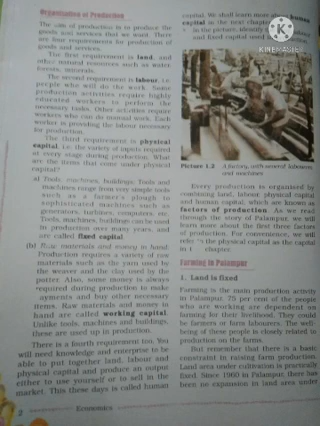 Organisation of Production
The aim of production is to produce the
goods and services that we want. There
are four requirements for production of
goods and services.
The first requirement is land, and
other natural resources such as water,
forests, minerals.
The second requirement is labour, i.e.
people who will do the work. Some
production activities require highly
educated workers to perform the
necessary tasks. Other activities require
workers who can do manual work. Each
worker is providing the labour necessary
for production.
The third requirement is physical
capital, i.e. the variety of inputs required
at every stage during production. What
are the items that come under physical
capital?
a) Tools, machines, buildings: Tools and
machines range from very simple tools
such as a farmer's plough to
sophisticated machines such as
generators, turbines, computers, etc.
Tools, machines, buildings can be used
in production over many years, and
are called fixed capital.
(b) Raw materials and money in hand:
Production requires a variety of raw
materials such as the yarn used by
the weaver and the clay used by the
potter. Also, some money is always
required during production to make
payments and buy other necessary
items. Raw materials and money in
hand are called working capital.
Unlike tools, machines and buildings,
these are used up in production.
There is a fourth requirement too. You
will need knowledge and enterprise to be
able to put together land, labour and
physical capital and produce an output
either to use yourself or to sell in the
market. This these days is called human
2 Economics
capital. We shall learn more about human
capital in the next chapter.
in the picture, identify the labour
and fixed capital used in production.
KINEMASTER
Picture 1.2 A factory, with several labourers
and machines
Every production is organised by
combining land, labour physical capital
and human capital, which are known as
factors of production. As we read
through the story of Palampur, we will
learn more about the first three factors
of production. For convenience, we will
refer to the physical capital as the capital
in chapter.
Farming in Palampur
1. Land is fixed
Farming is the main production activity
in Palampur. 75 per cent of the people
who are working are dependent on
farming for their livelihood. They could
be farmers or farm labourers. The well-
being of these people is closely related to
production on the farms.
But remember that there is a basic
constraint in raising farm production.
Land area under cultivation is practically
fixed. Since 1960 in Palampur, there has
been no expansion in land area under